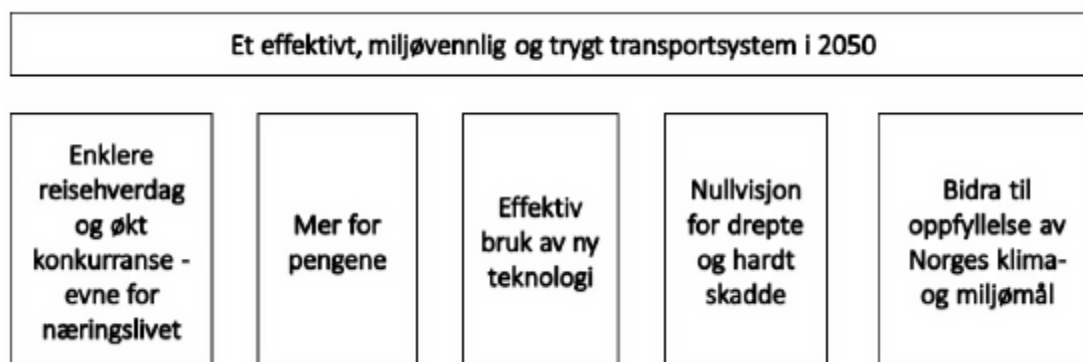 Et effektivt, miljøvennlig og trygt transportsystem i 2050
Enklere
reisehverdag
og økt
konkurranse -
evne for
næringslivet
Mer for
pengene
Effektiv
bruk av ny
teknologi
Nullvisjon
for drepte
og hardt
skadde
Bidra til
oppfyllelse av
Norges klima-
og miljømål